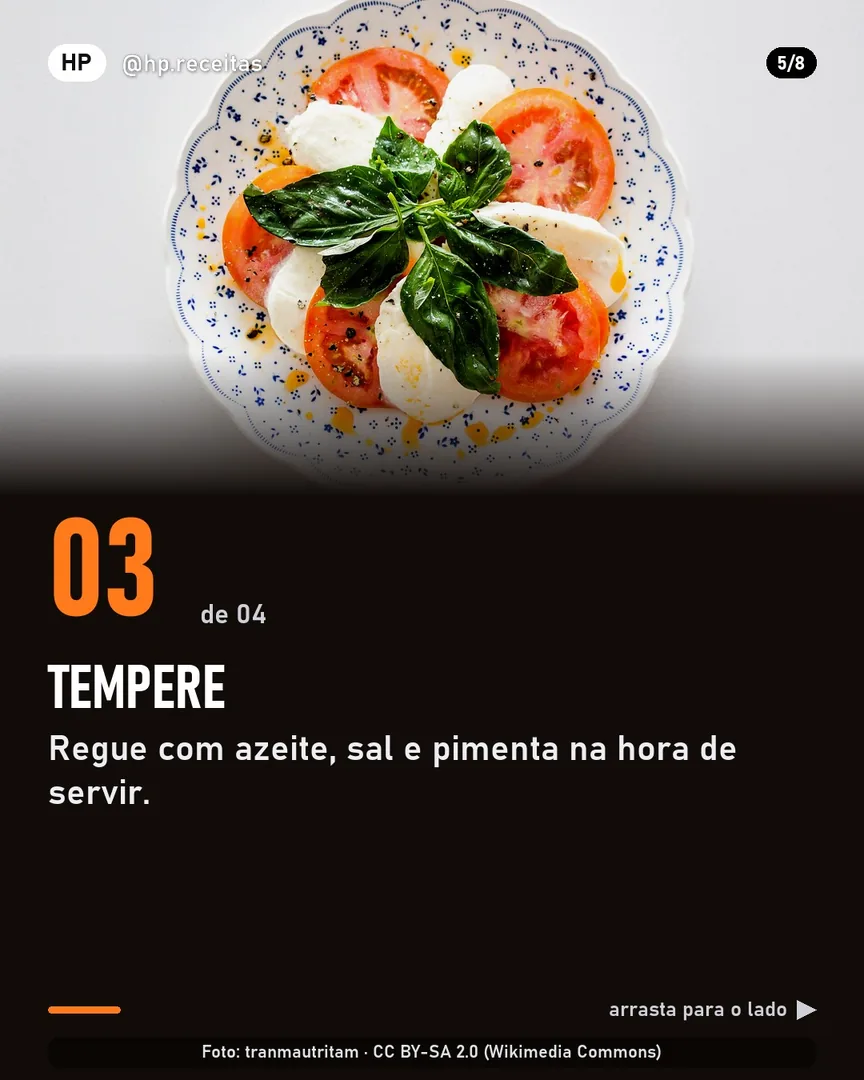 HP @hp.receitas 5/8
03 de 04
TEMPERE
Regue com azeite, sal e pimenta na hora de
servir.
arrasta para o lado ▶
Foto: tranmautritam · CC BY-SA 2.0 (Wikimedia Commons)